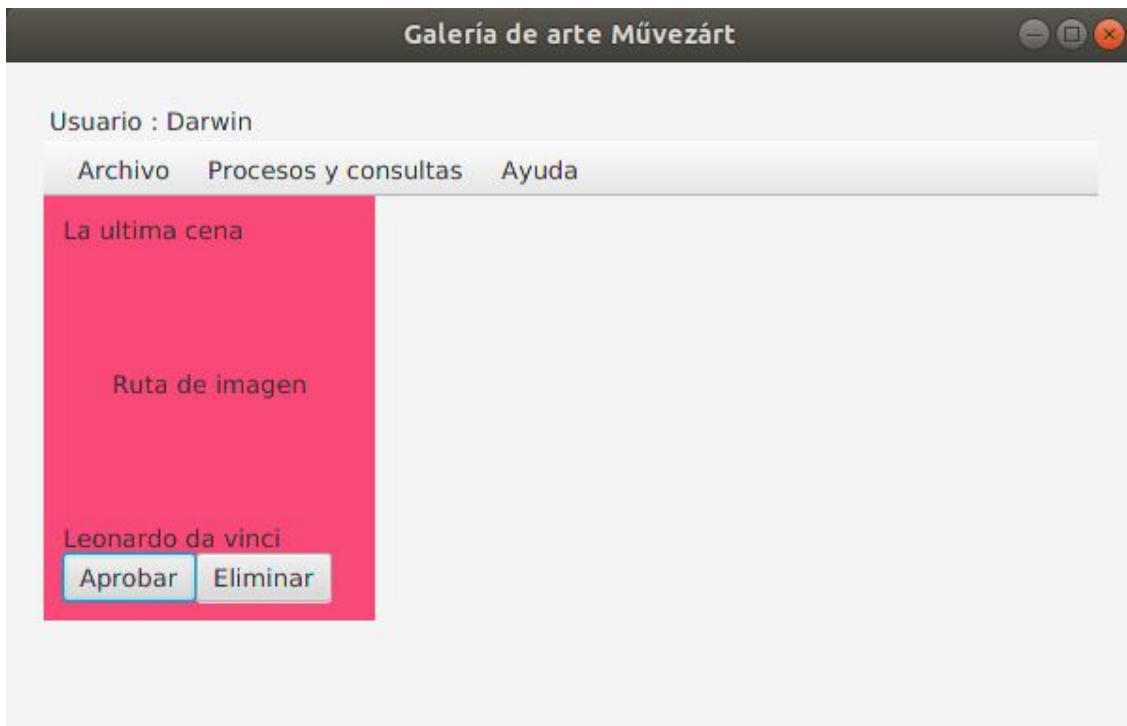 Galería de arte Művezárt
Usuario : Darwin
Archivo Procesos y consultas Ayuda
La ultima cena
Ruta de imagen
Leonardo da vinci
Aprobar Eliminar